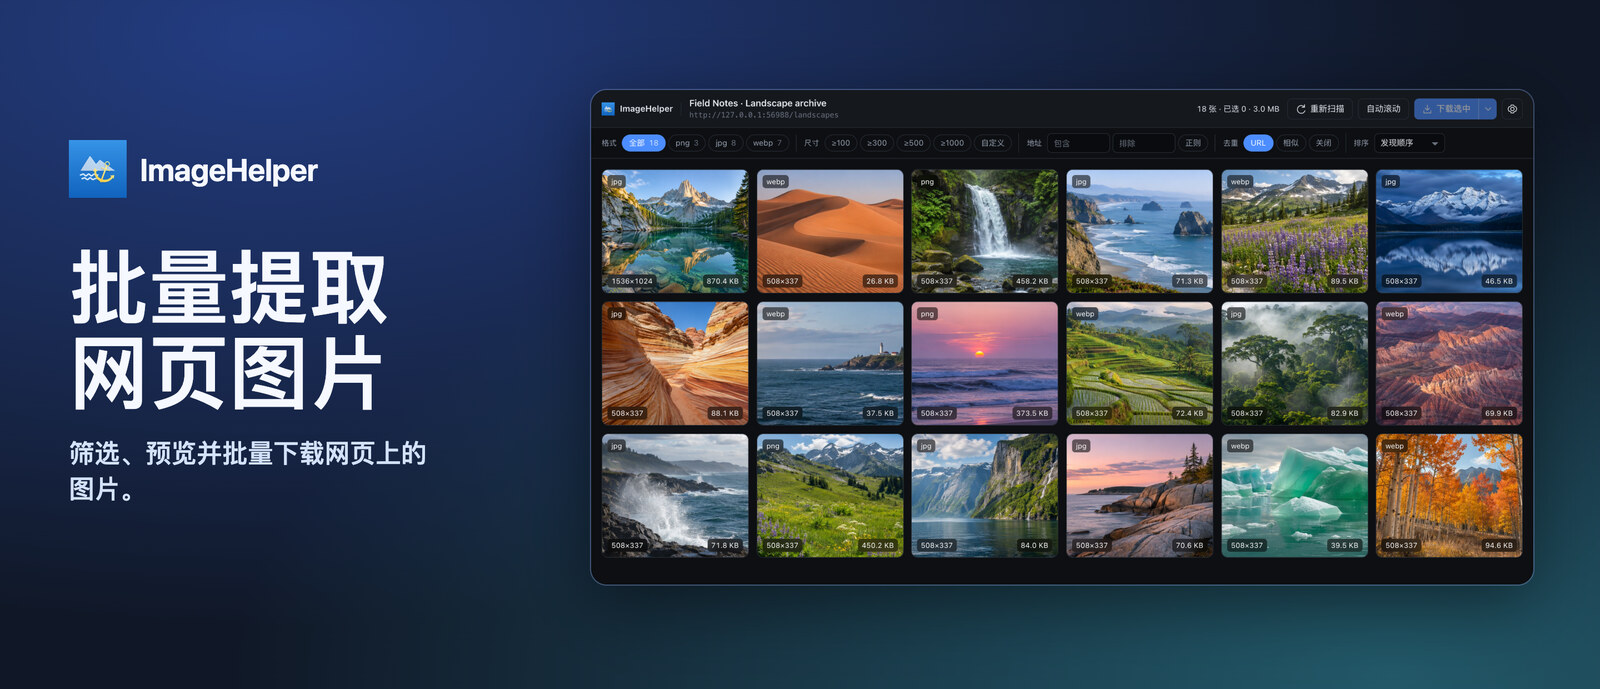 ImageHelper
批量提取
网页图片
筛选、预览并批量下载网页上的
图片。
ImageHelper
Field Notes · Landscape archive
http://127.0.0.1:56988/landscapes
18 张 · 已选 0 · 3.0 MB
重新扫描
自动滚动
下载选中
格式 全部 18 png 3 jpg 8 webp 7 尺寸 ≥100 ≥300 ≥500 ≥1000 自定义 地址 包含 排除 正则 去重 URL 相似 关闭 排序 发现顺序
jpg webp png jpg webp jpg
1536×1024 870.4 KB 508×337 26.8 KB 508×337 458.2 KB 508×337 71.3 KB 508×337 89.5 KB 508×337 46.5 KB
jpg webp png webp jpg webp
508×337 88.1 KB 508×337 37.5 KB 508×337 373.5 KB 508×337 72.4 KB 508×337 82.9 KB 508×337 69.9 KB
jpg png jpg jpg webp webp
508×337 71.8 KB 508×337 450.2 KB 508×337 84.0 KB 508×337 70.6 KB 508×337 39.5 KB 508×337 94.6 KB